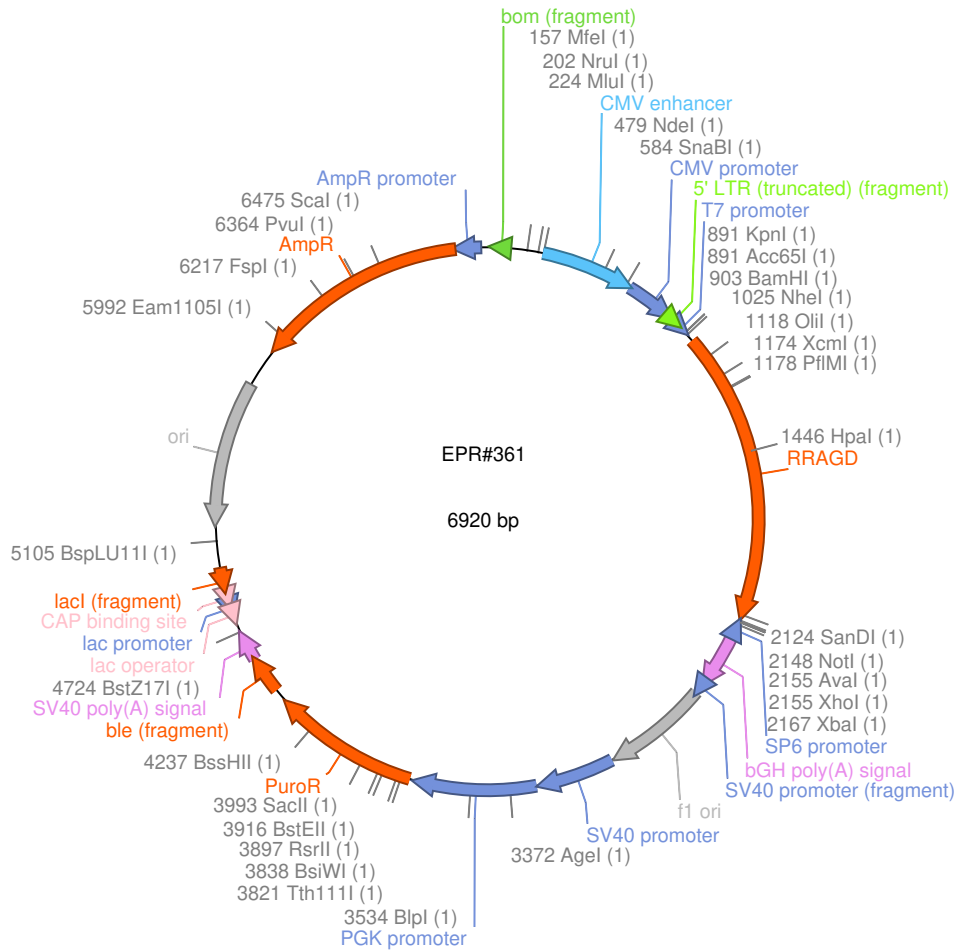 bom (fragment)
157 MfeI (1)
202 NruI (1)
224 MluI (1)
CMV enhancer
479 NdeI (1)
584 SnaBI (1)
CMV promoter
5' LTR (truncated) (fragment)
T7 promoter
891 KpnI (1)
891 Acc65I (1)
903 BamHI (1)
1025 NheI (1)
1118 OliI (1)
1174 XcmI (1)
1178 PflMI (1)
1446 HpaI (1)
RRAGD
2124 SanDI (1)
2148 NotI (1)
2155 AvaI (1)
2155 XhoI (1)
2167 XbaI (1)
SP6 promoter
bGH poly(A) signal
SV40 promoter (fragment)
f1 ori
SV40 promoter
3372 AgeI (1)
PGK promoter
3534 BlpI (1)
3821 Tth111I (1)
3838 BsiWI (1)
3897 RsrII (1)
3916 BstEII (1)
3993 SacII (1)
PuroR
4237 BssHII (1)
ble (fragment)
SV40 poly(A) signal
4724 BstZ17I (1)
lac operator
lac promoter
CAP binding site
lacI (fragment)
5105 BspLU11I (1)
ori
5992 Eam1105I (1)
6217 FspI (1)
AmpR
6364 PvuI (1)
6475 ScaI (1)
AmpR promoter
EPR#361
6920 bp